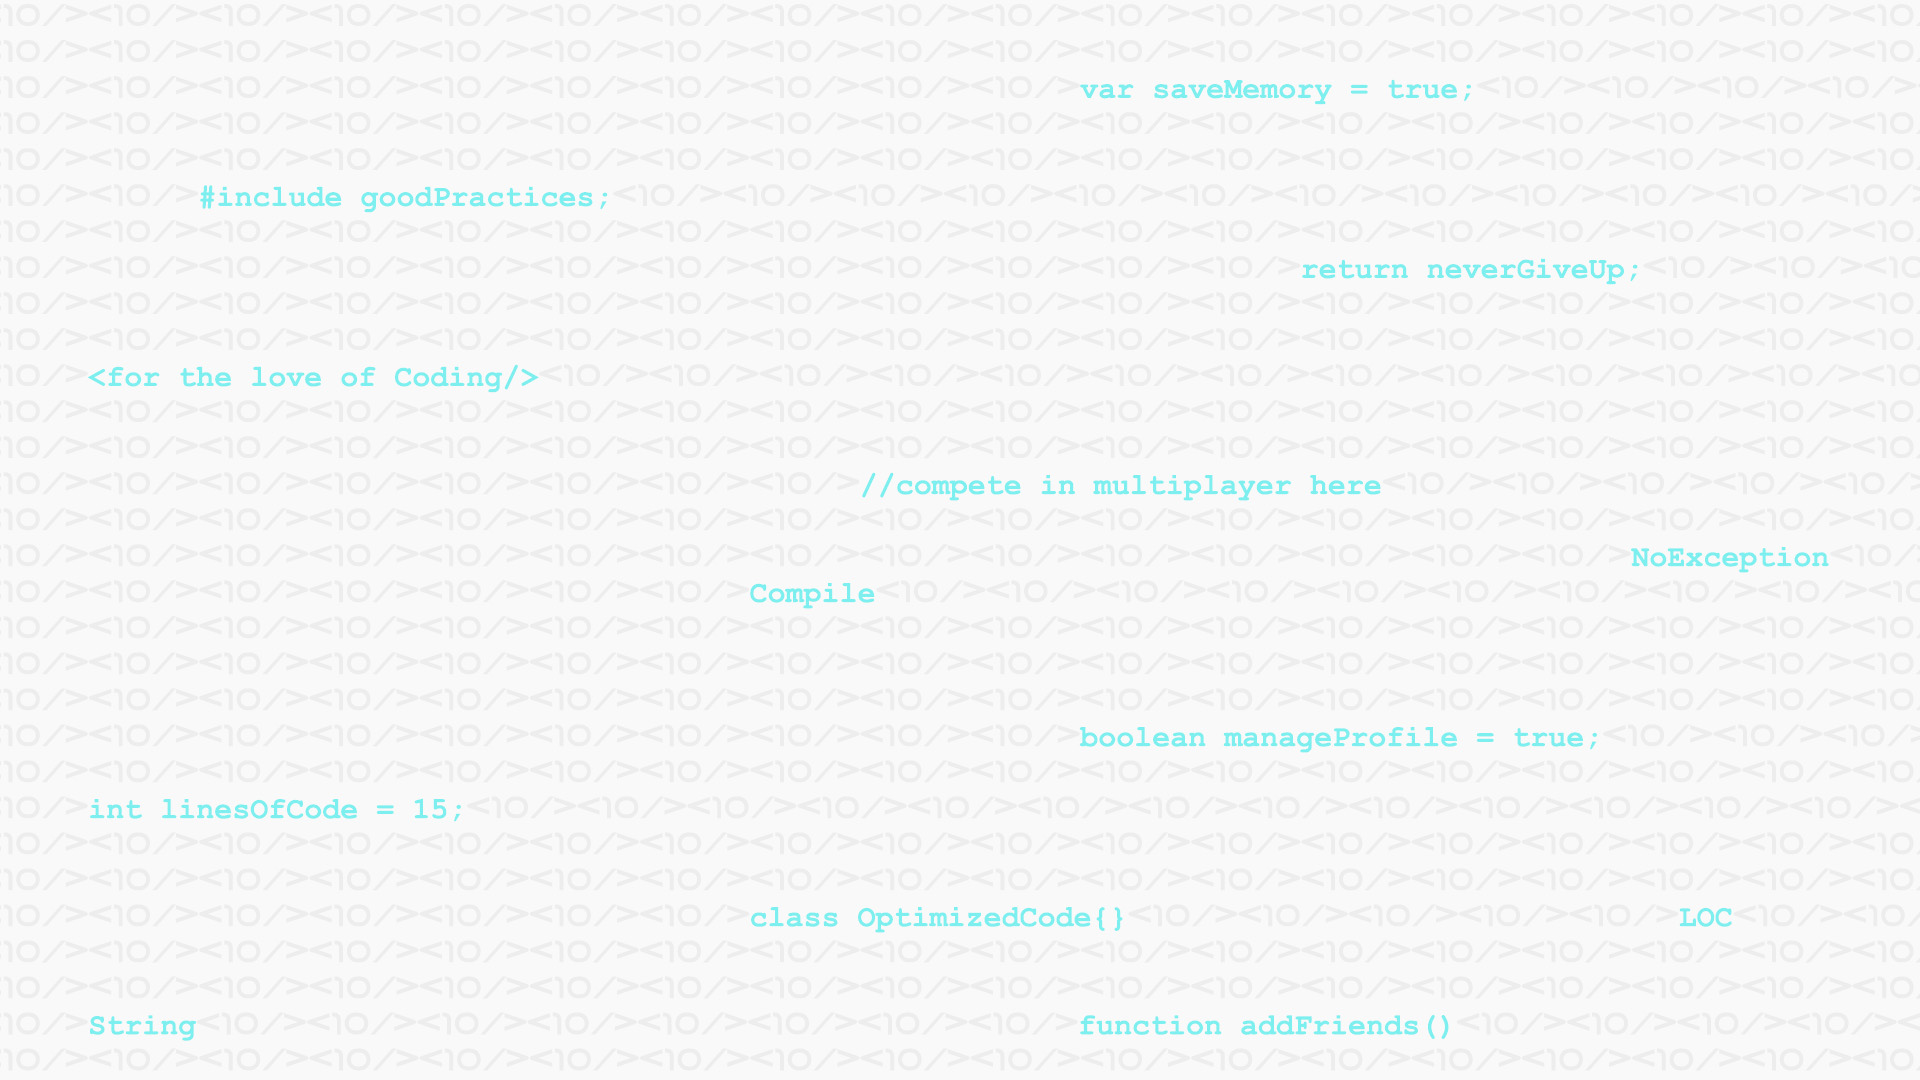 var saveMemory = true;
#include goodPractices;
return neverGiveUp;
<for the love of Coding/>
//compete in multiplayer here
NoException
Compile
boolean manageProfile = true;
int linesOfCode = 15;
class OptimizedCode{}
LOC
String
function addFriends()